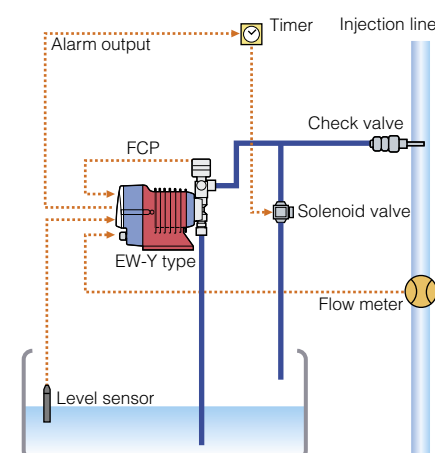 Timer
Injection line
Alarm output
Check valve
FCP
Solenoid valve
EW-Y type
Flow meter
Level sensor